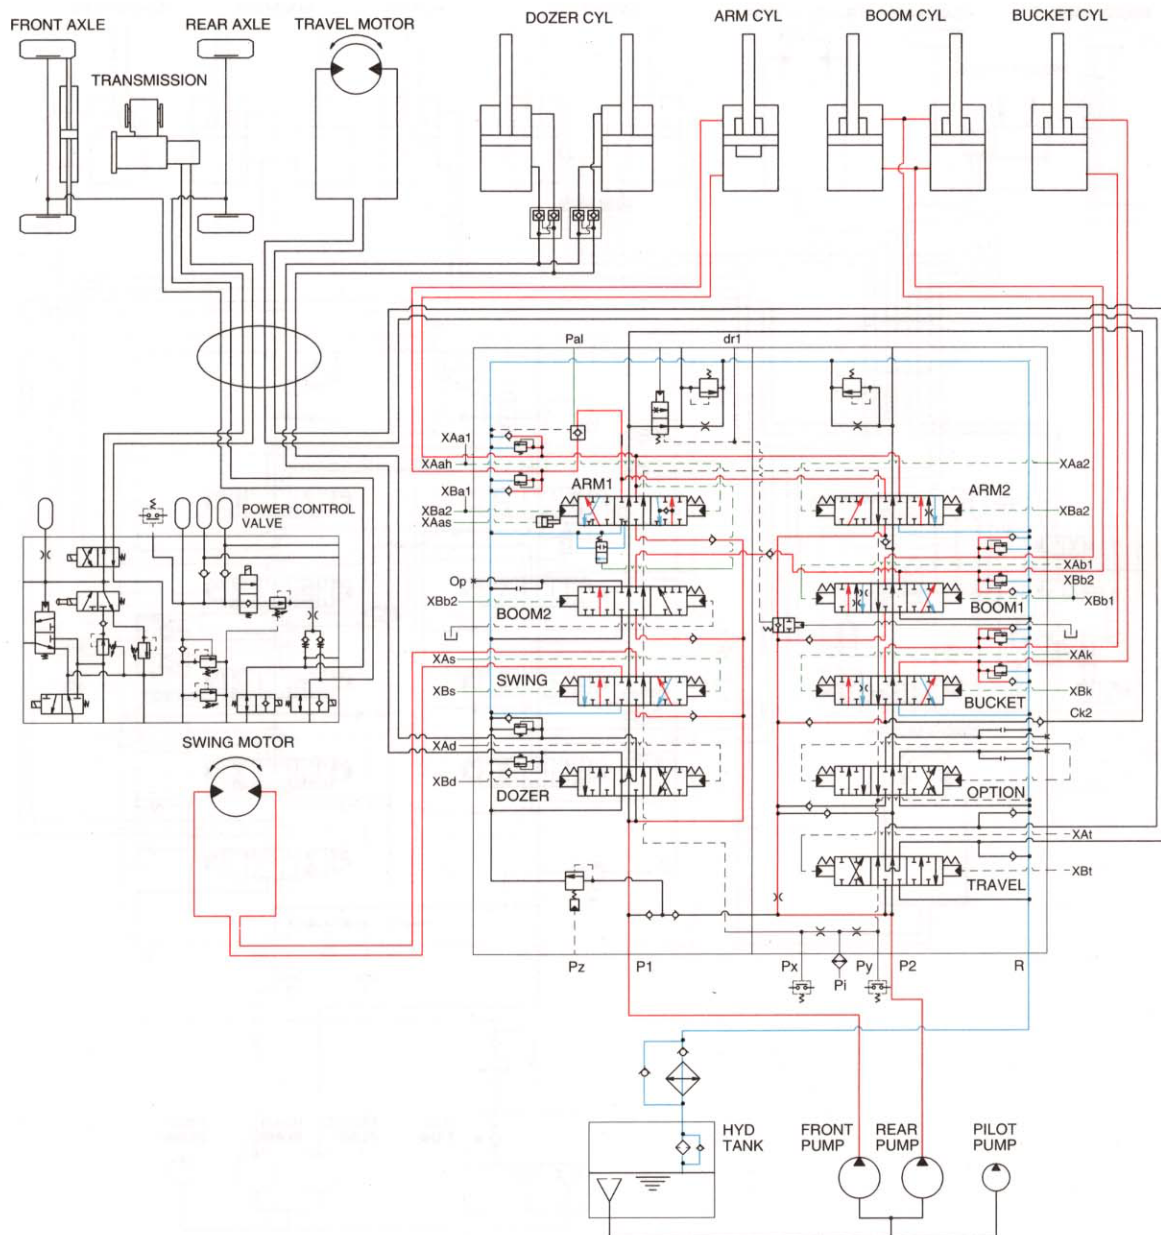 FRONT AXLE
REAR AXLE
TRAVEL MOTOR
DOZER CYL
ARM CYL
BOOM CYL
BUCKET CYL
TRANSMISSION
Pal
dr1
XAa1
XAah
XBa1
XBa2
XAas
ARM1
XAa2
ARM2
XBa2
POWER CONTROL
VALVE
Op
XBb2
BOOM2
XAb1
XBb2
BOOM1
XBb1
XAs
XBs
SWING
XAk
XBk
BUCKET
Ck2
SWING MOTOR
XAd
XBd
DOZER
OPTION
XAt
XBt
TRAVEL
Pz
P1
Px
Pi
Py
P2
R
HYD
TANK
FRONT
PUMP
REAR
PUMP
PILOT
PUMP